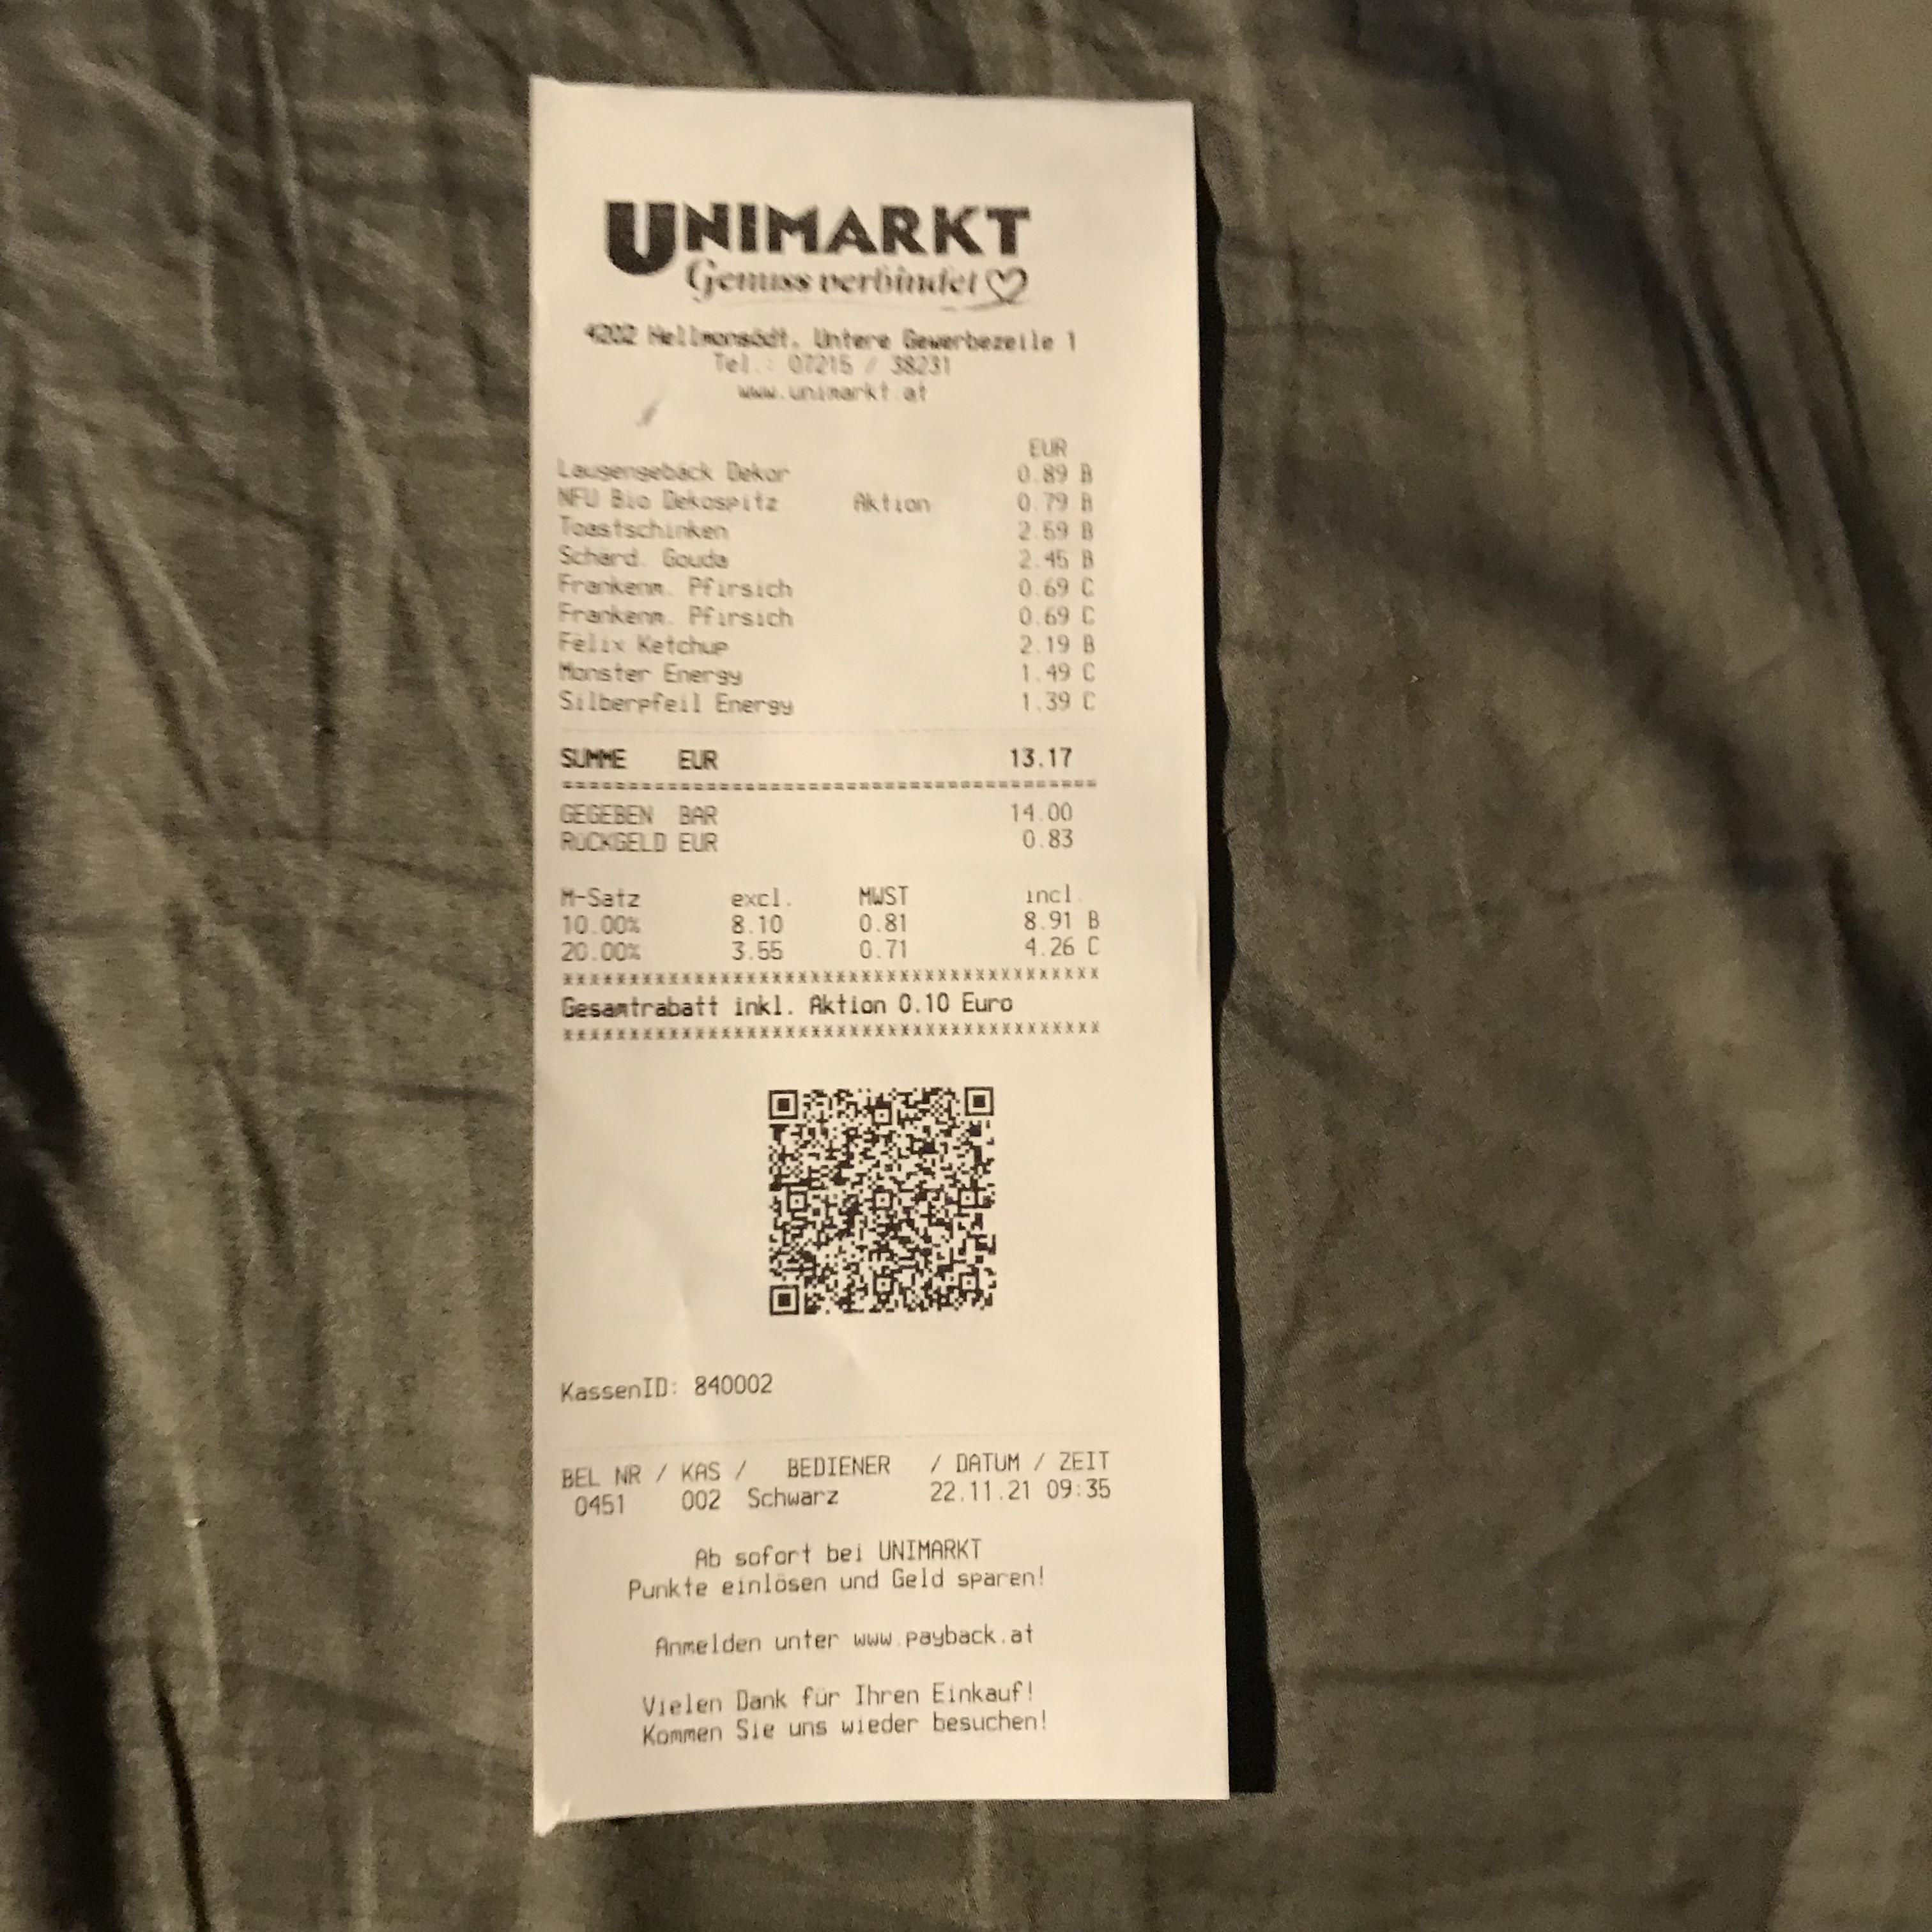 UNIMARKT
Genuss verbindet
4202 Hellmonsödt, Untere Gewerbezeile 1
Tel.: 07215 / 38231
www.unimarkt.at
EUR
Laugengebäck Dekor 0.89 B
NFU Bio Dekospitz Aktion 0.79 B
Toastschinken 2.59 B
Schärd. Gouda 2.45 B
Frankenm. Pfirsich 0.69 C
Frankenm. Pfirsich 0.69 C
Felix Ketchup 2.19 B
Monster Energy 1.49 C
Silberpfeil Energy 1.39 C
SUMME EUR 13.17
========================================
GEGEBEN BAR 14.00
RÜCKGELD EUR 0.83
M-Satz excl. MWST incl.
10.00% 8.10 0.81 8.91 B
20.00% 3.55 0.71 4.26 C
xxxxxxxxxxxxxxxxxxxxxxxxxxxxxxxxxxxxxxxxxx
Gesamtrabatt inkl. Aktion 0.10 Euro
xxxxxxxxxxxxxxxxxxxxxxxxxxxxxxxxxxxxxxxxxx
KassenID: 840002
BEL NR / KAS / BEDIENER / DATUM / ZEIT
0451 002 Schwarz 22.11.21 09:35
Ab sofort bei UNIMARKT
Punkte einlösen und Geld sparen!
Anmelden unter www.payback.at
Vielen Dank für Ihren Einkauf!
Kommen Sie uns wieder besuchen!